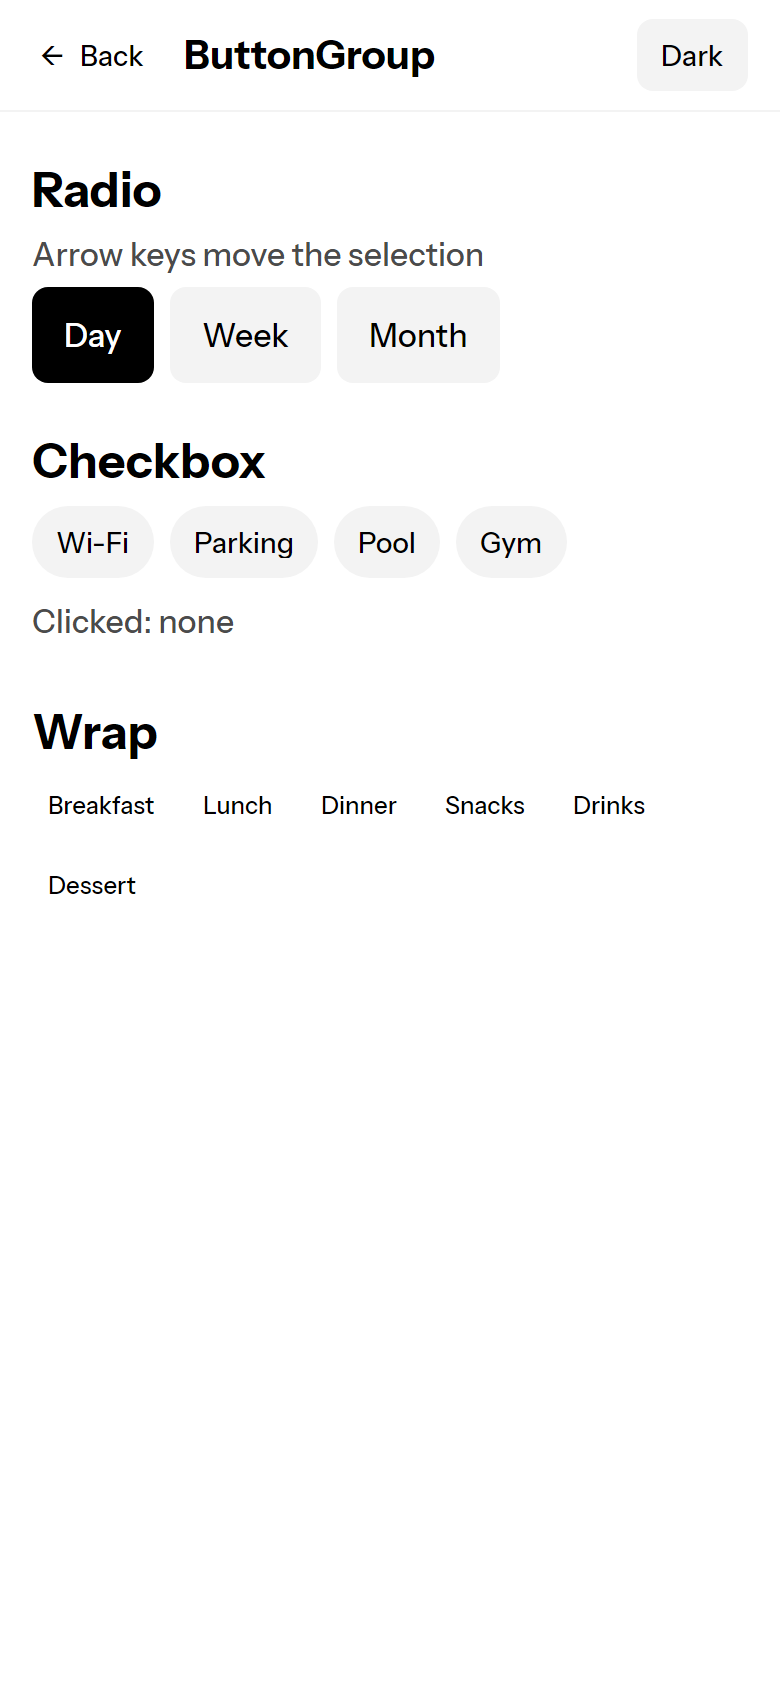 ← Back ButtonGroup Dark
Radio
Arrow keys move the selection
Day Week Month
Checkbox
Wi-Fi Parking Pool Gym
Clicked: none
Wrap
Breakfast Lunch Dinner Snacks Drinks
Dessert